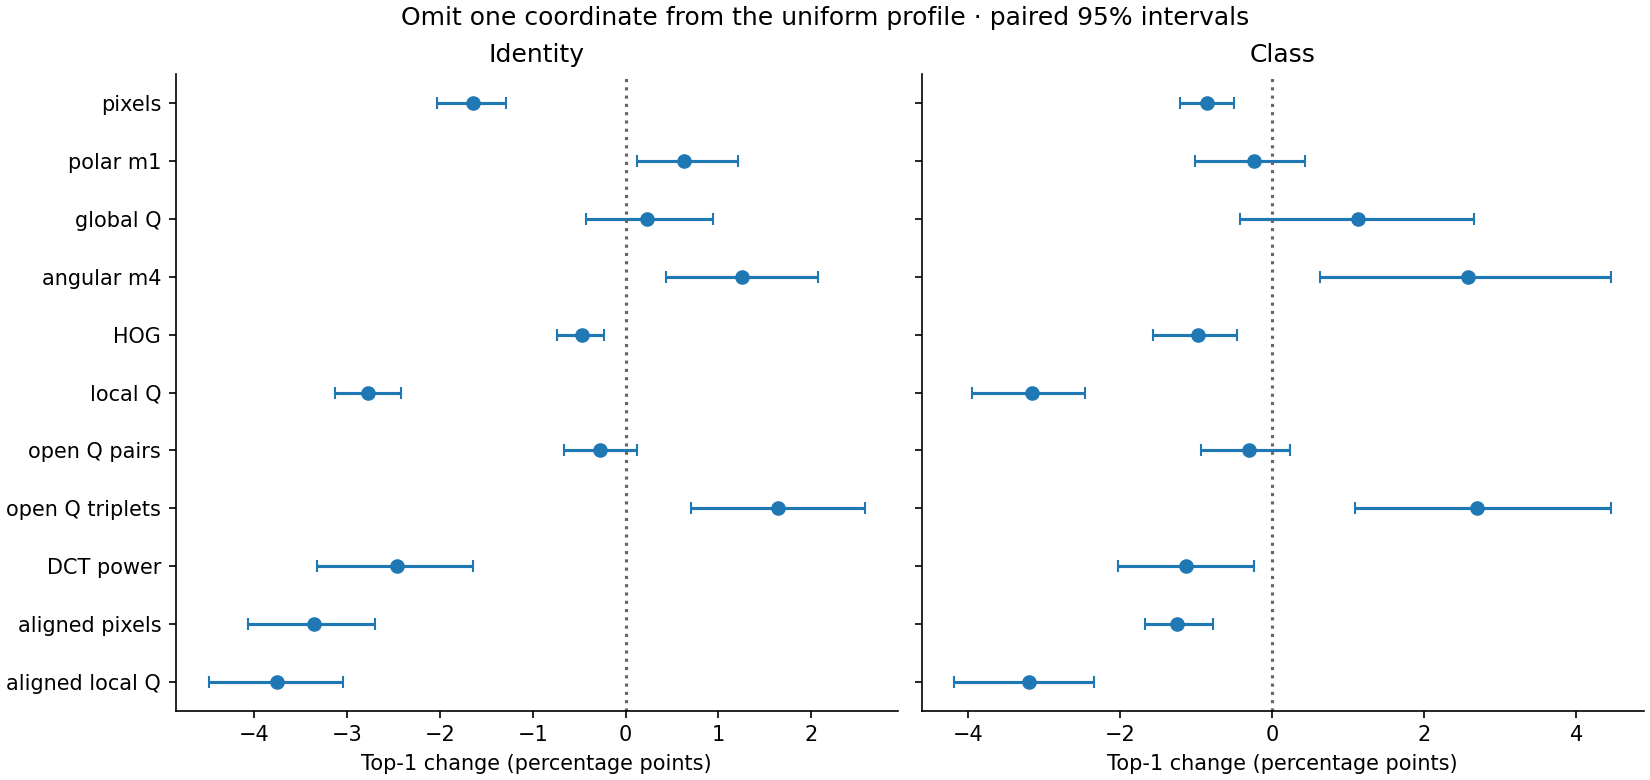 Omit one coordinate from the uniform profile · paired 95% intervals
Identity
Class
pixels
polar m1
global Q
angular m4
HOG
local Q
open Q pairs
open Q triplets
DCT power
aligned pixels
aligned local Q
−4 −3 −2 −1 0 1 2
−4 −2 0 2 4
Top-1 change (percentage points)
Top-1 change (percentage points)